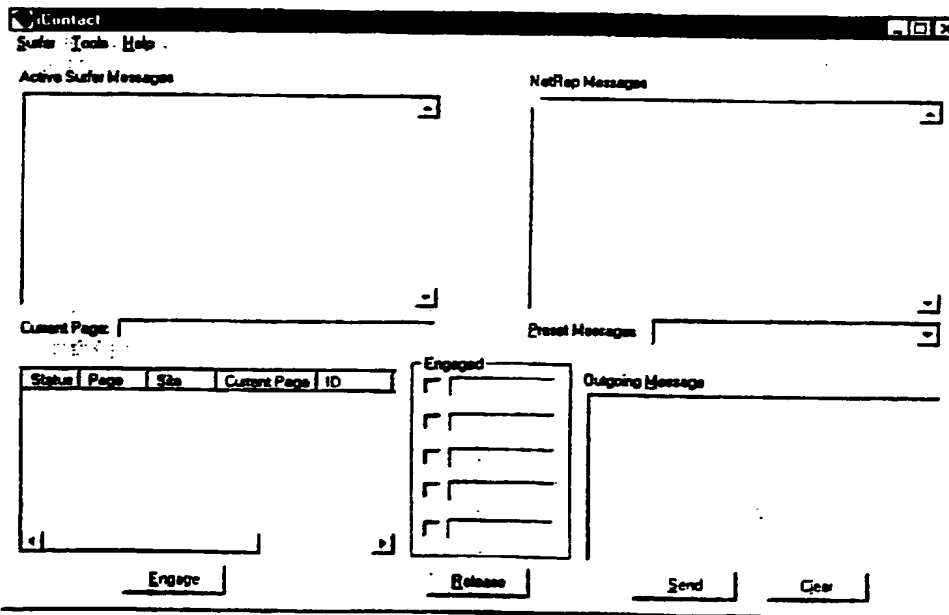 iContact
Surfer Tools Help
Active Surfer Messages
NetRep Messages
Current Page:
Preset Messages
Status Page Site Current Page ID
Engaged
Outgoing Message
Engage
Release
Send
Clear